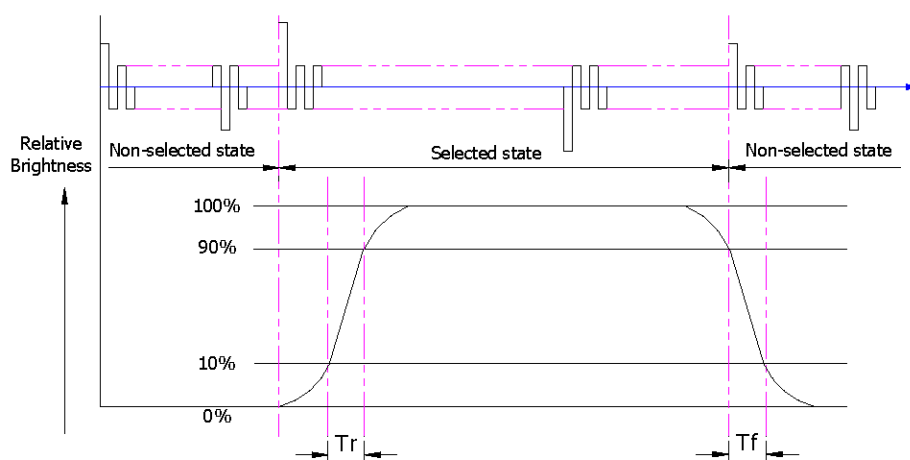 Relative
Brightness
Non-selected state
Selected state
Non-selected state
100%
90%
10%
0%
Tr
Tf